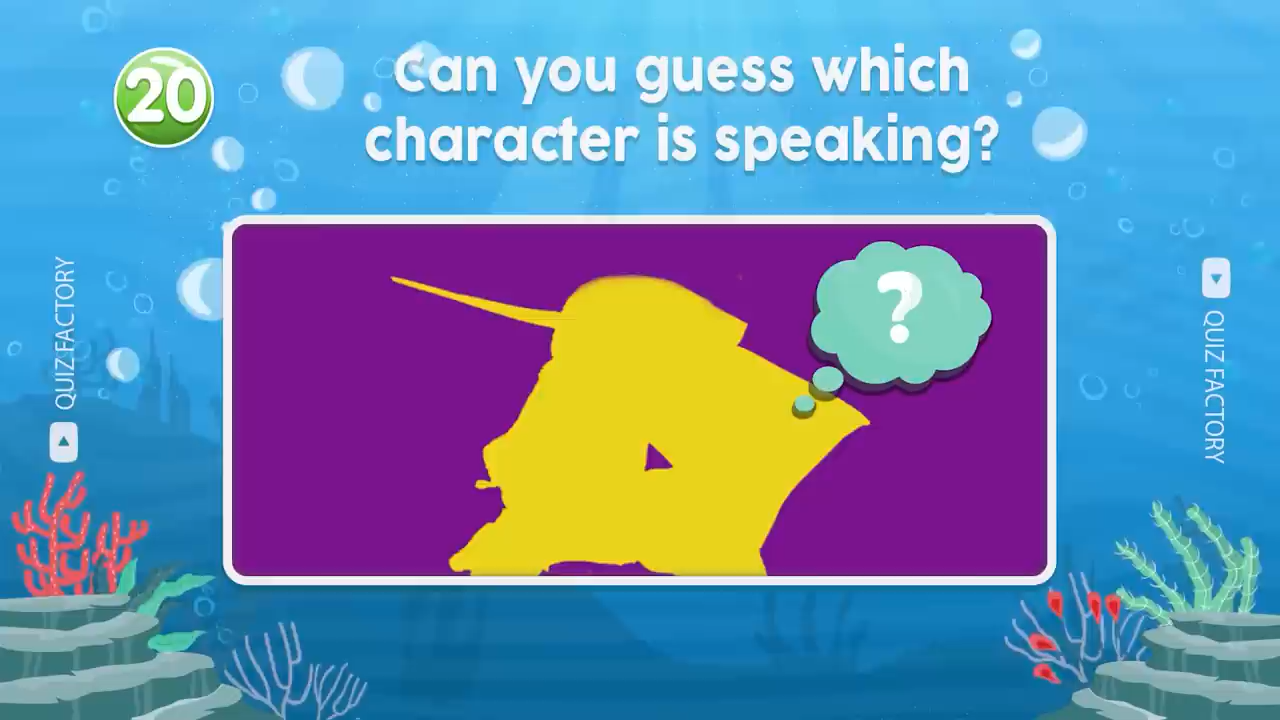 20
Can you guess which
character is speaking?
?
QUIZ FACTORY
QUIZ FACTORY